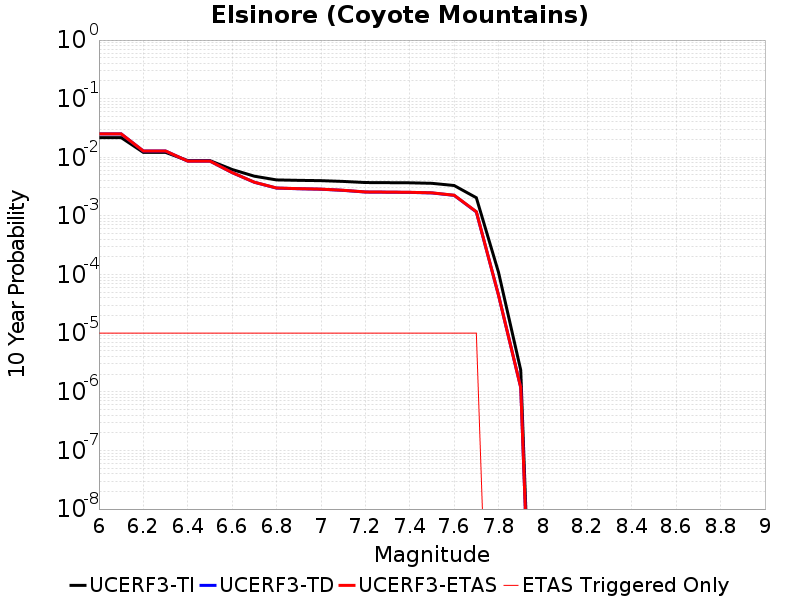 Elsinore (Coyote Mountains)
10 Year Probability
10^0
10^-1
10^-2
10^-3
10^-4
10^-5
10^-6
10^-7
10^-8
6 6.2 6.4 6.6 6.8 7 7.2 7.4 7.6 7.8 8 8.2 8.4 8.6 8.8 9
Magnitude
UCERF3-TI UCERF3-TD UCERF3-ETAS ETAS Triggered Only